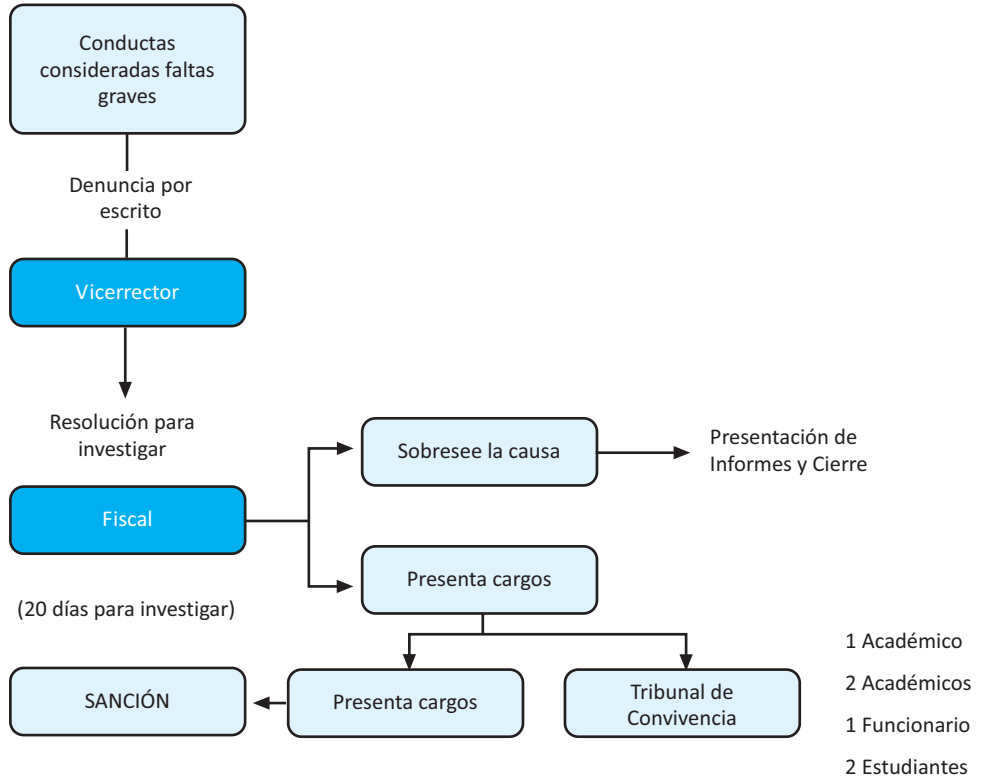 Conductas
consideradas faltas
graves
Denuncia por
escrito
Vicerrector
Resolución para
investigar
Sobresee la causa
Presentación de
Informes y Cierre
Fiscal
Presenta cargos
(20 días para investigar)
SANCIÓN
Presenta cargos
Tribunal de
Convivencia
1 Académico
2 Académicos
1 Funcionario
2 Estudiantes